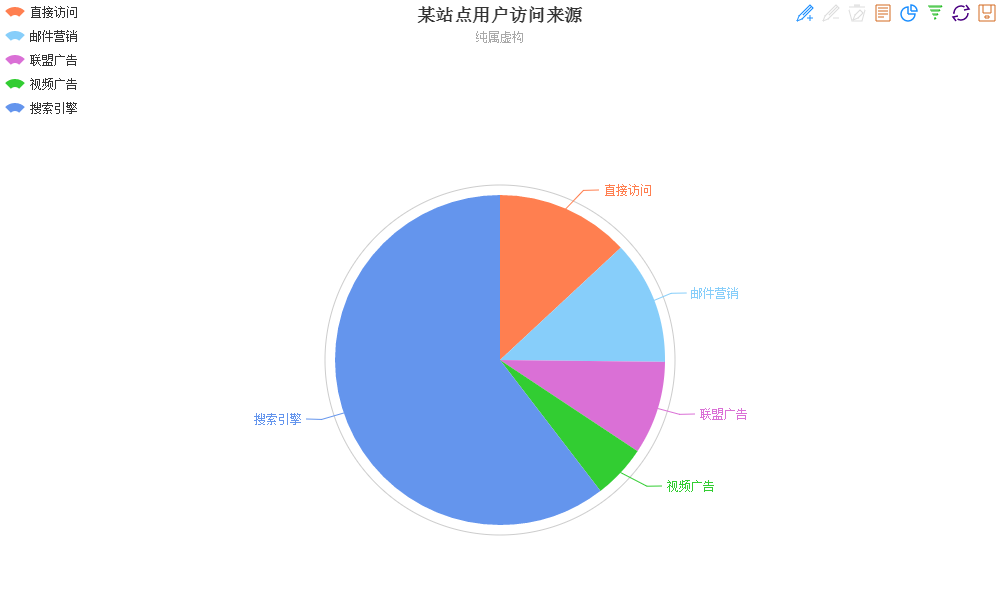 某站点用户访问来源
纯属虚构
直接访问
邮件营销
联盟广告
视频广告
搜索引擎
直接访问
邮件营销
联盟广告
搜索引擎
视频广告